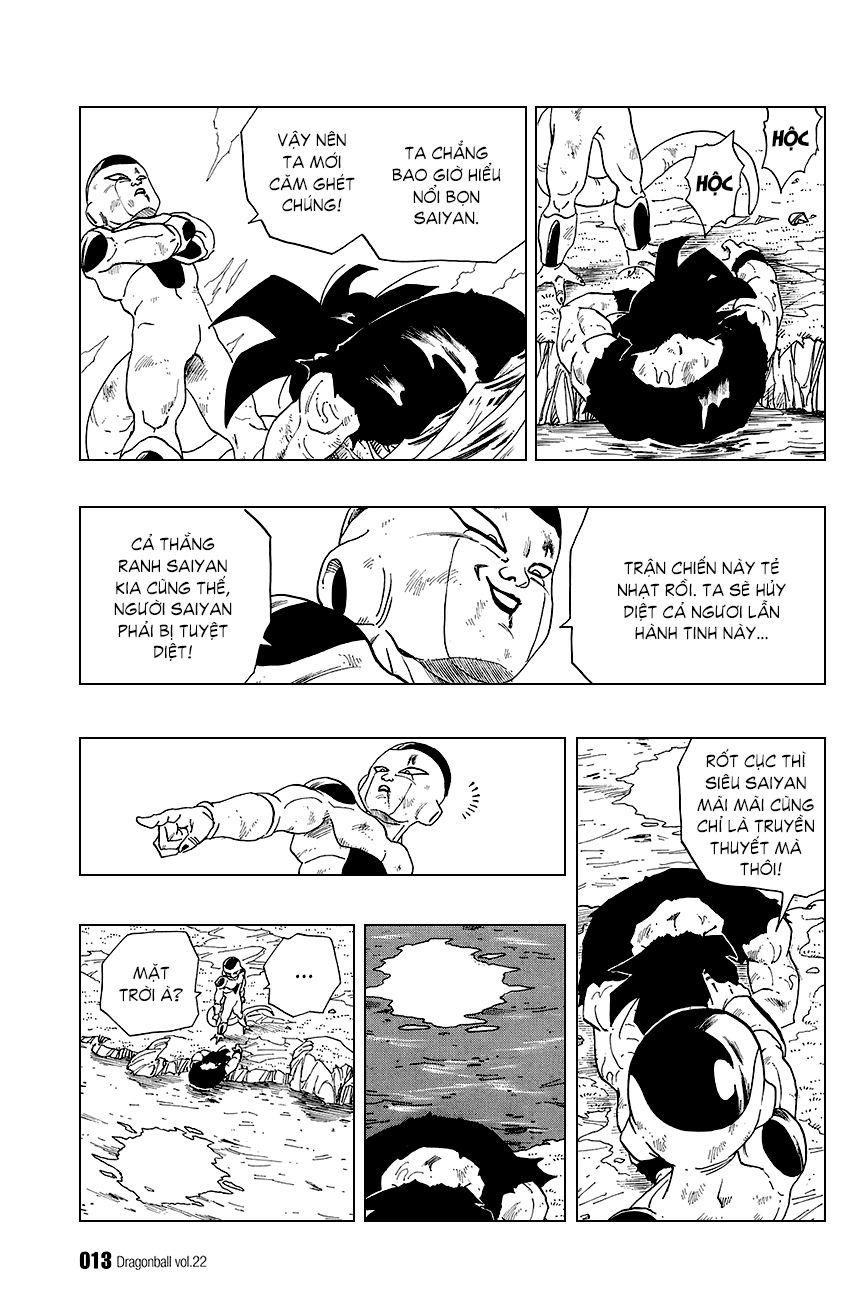 HỘC
HỘC
TA CHẲNG
BAO GIỜ HIỂU
NỔI BỌN
SAIYAN.
VẬY NÊN
TA MỚI
CĂM GHÉT
CHÚNG!
TRẬN CHIẾN NÀY TẺ
NHẠT RỒI. TA SẼ HỦY
DIỆT CẢ NGƯƠI LẪN
HÀNH TINH NÀY...
CẢ THẰNG
RANH SAIYAN
KIA CŨNG THẾ,
NGƯỜI SAIYAN
PHẢI BỊ TUYỆT
DIỆT!
RỐT CỤC THÌ
SIÊU SAIYAN
MÃI MÃI CŨNG
CHỈ LÀ TRUYỀN
THUYẾT MÀ
THÔI!
...
MẶT
TRỜI À?
013 Dragonball vol.22